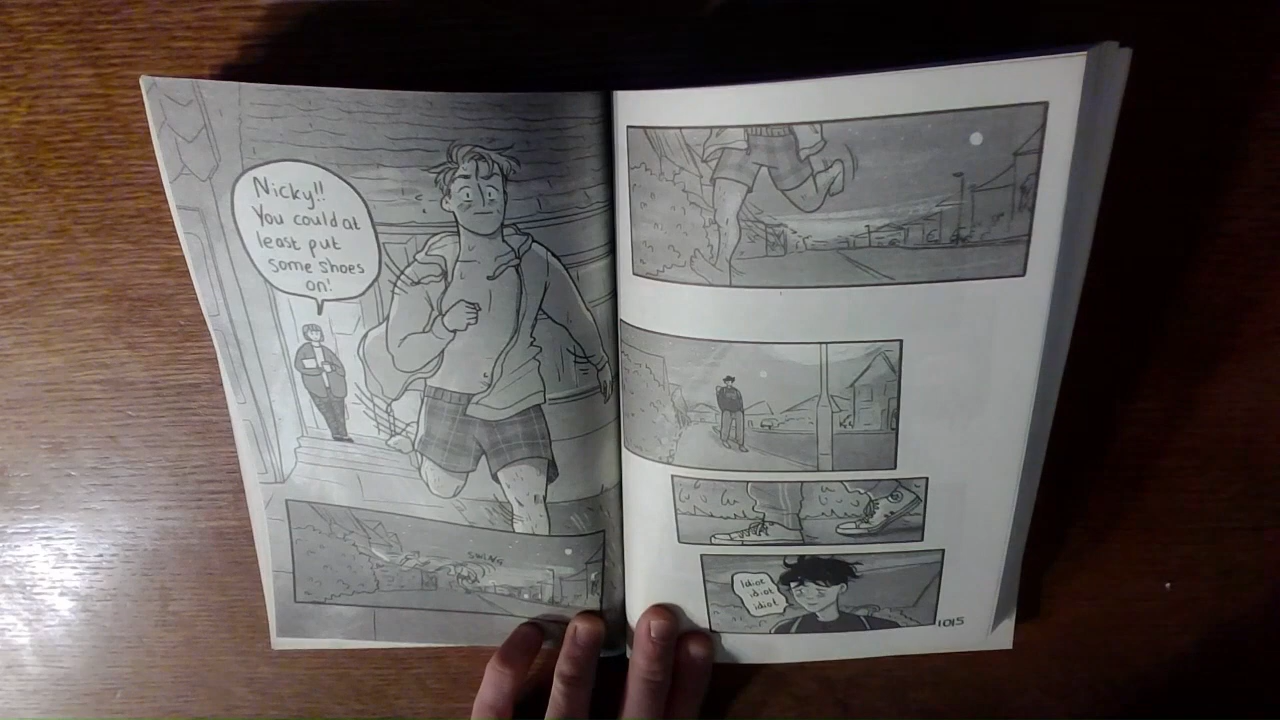 Nicky!!
You could at
least put
some shoes
on!
SWING
Idiot
idiot
idiot
1015